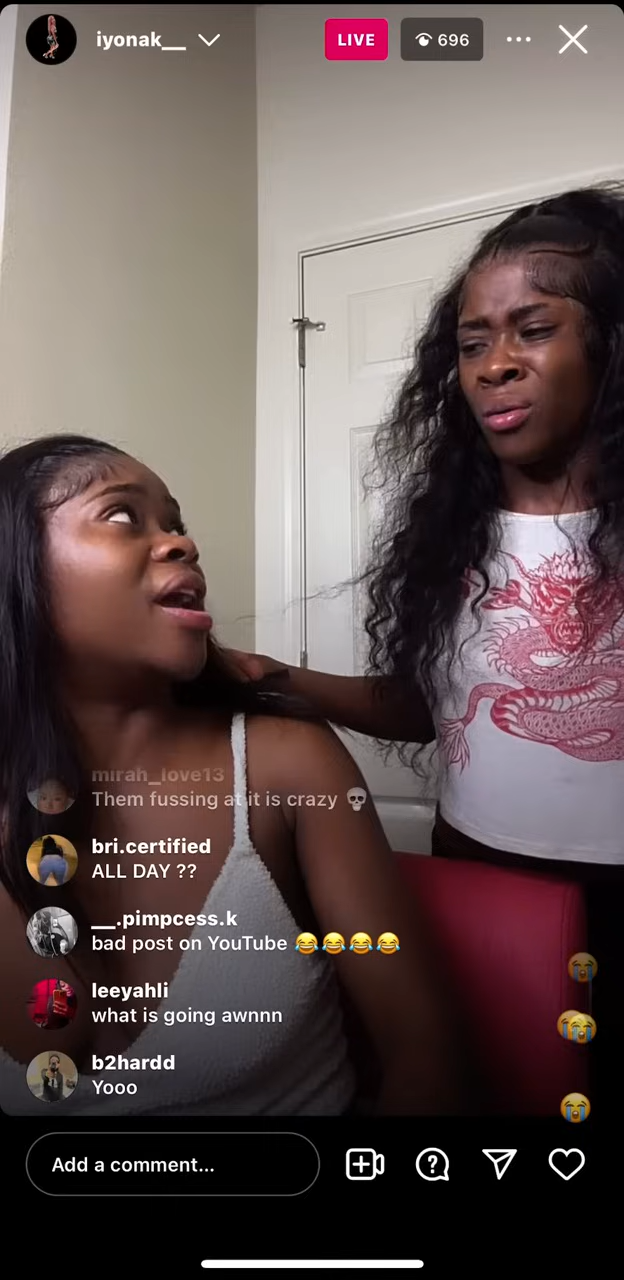 iyonak__
LIVE
696
mirah_love13
Them fussing at it is crazy 💀
bri.certified
ALL DAY ??
__.pimpcess.k
bad post on YouTube 😂😂😂😂
leeyahli
what is going awnnn
b2hardd
Yooo
Add a comment...